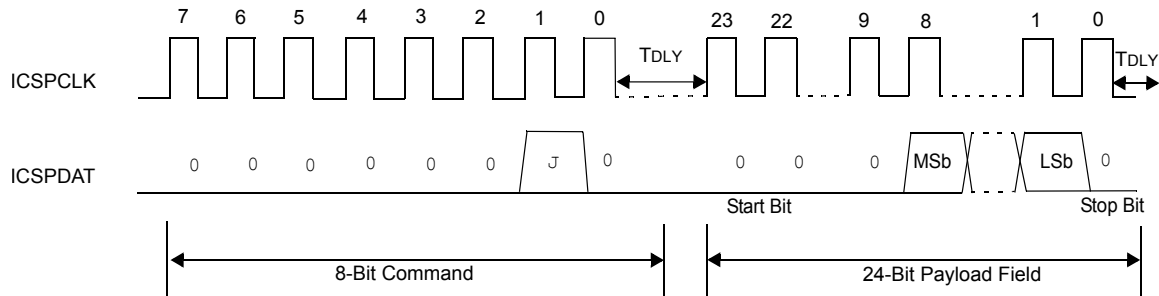 7 6 5 4 3 2 1 0 23 22 9 8 1 0
TDLY TDLY
ICSPCLK
0 0 0 0 0 0 J 0 0 0 0 MSb LSb 0
ICSPDAT
Start Bit Stop Bit
8-Bit Command 24-Bit Payload Field